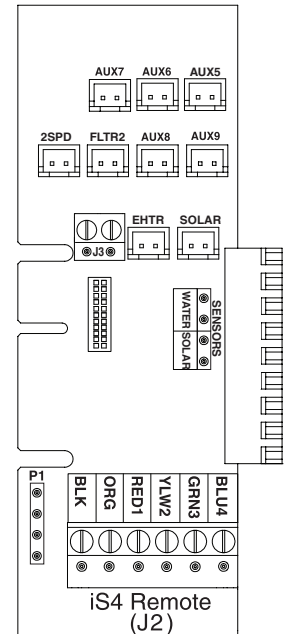 AUX7 AUX6 AUX5
2SPD FLTR2 AUX8 AUX9
EHTR SOLAR
J3
WATER SOLAR
SENSORS
P1
BLK ORG RED1 YLW2 GRN3 BLU4
iS4 Remote
(J2)